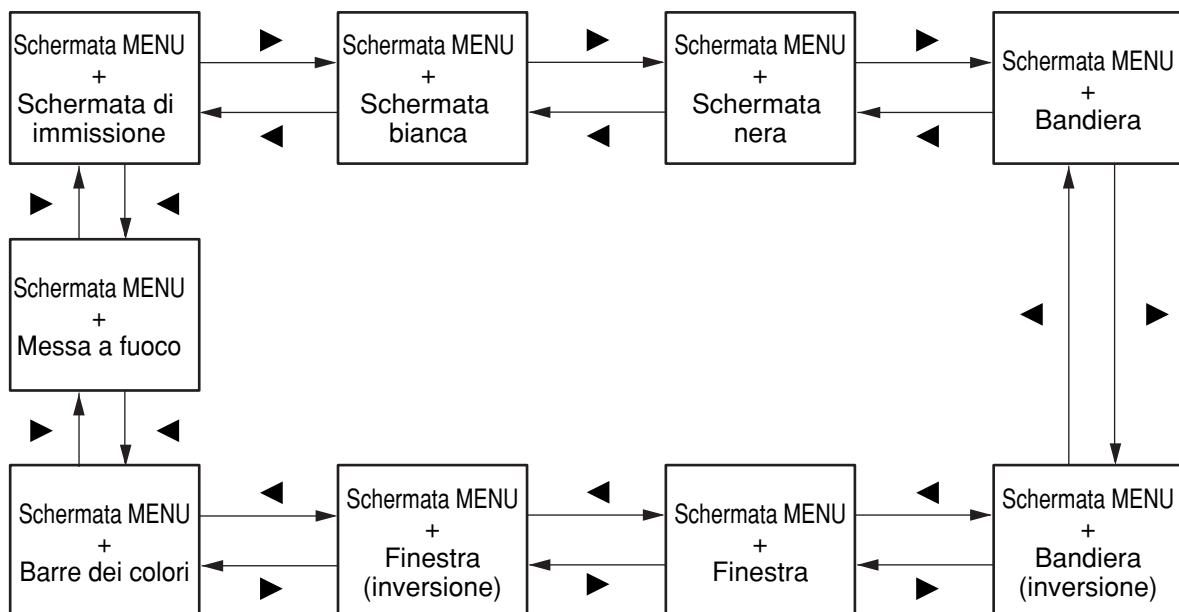 Schermata MENU
+
Schermata di
immissione
►
◄
Schermata MENU
+
Schermata
bianca
►
◄
Schermata MENU
+
Schermata
nera
►
◄
Schermata MENU
+
Bandiera
► ◄
Schermata MENU
+
Messa a fuoco
◄ ►
► ◄
Schermata MENU
+
Barre dei colori
◄
►
Schermata MENU
+
Finestra
(inversione)
◄
►
Schermata MENU
+
Finestra
◄
►
Schermata MENU
+
Bandiera
(inversione)